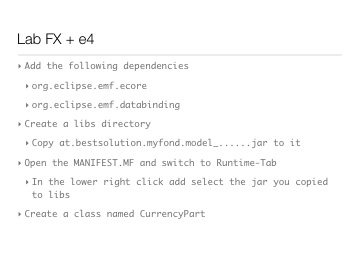 Lab FX + e4
Add the following dependencies
org.eclipse.emf.ecore
org.eclipse.emf.databinding
Create a libs directory
Copy at.bestsolution.myfond.model_......jar to it
Open the MANIFEST.MF and switch to Runtime-Tab
In the lower right click add select the jar you copied
to libs
Create a class named CurrencyPart